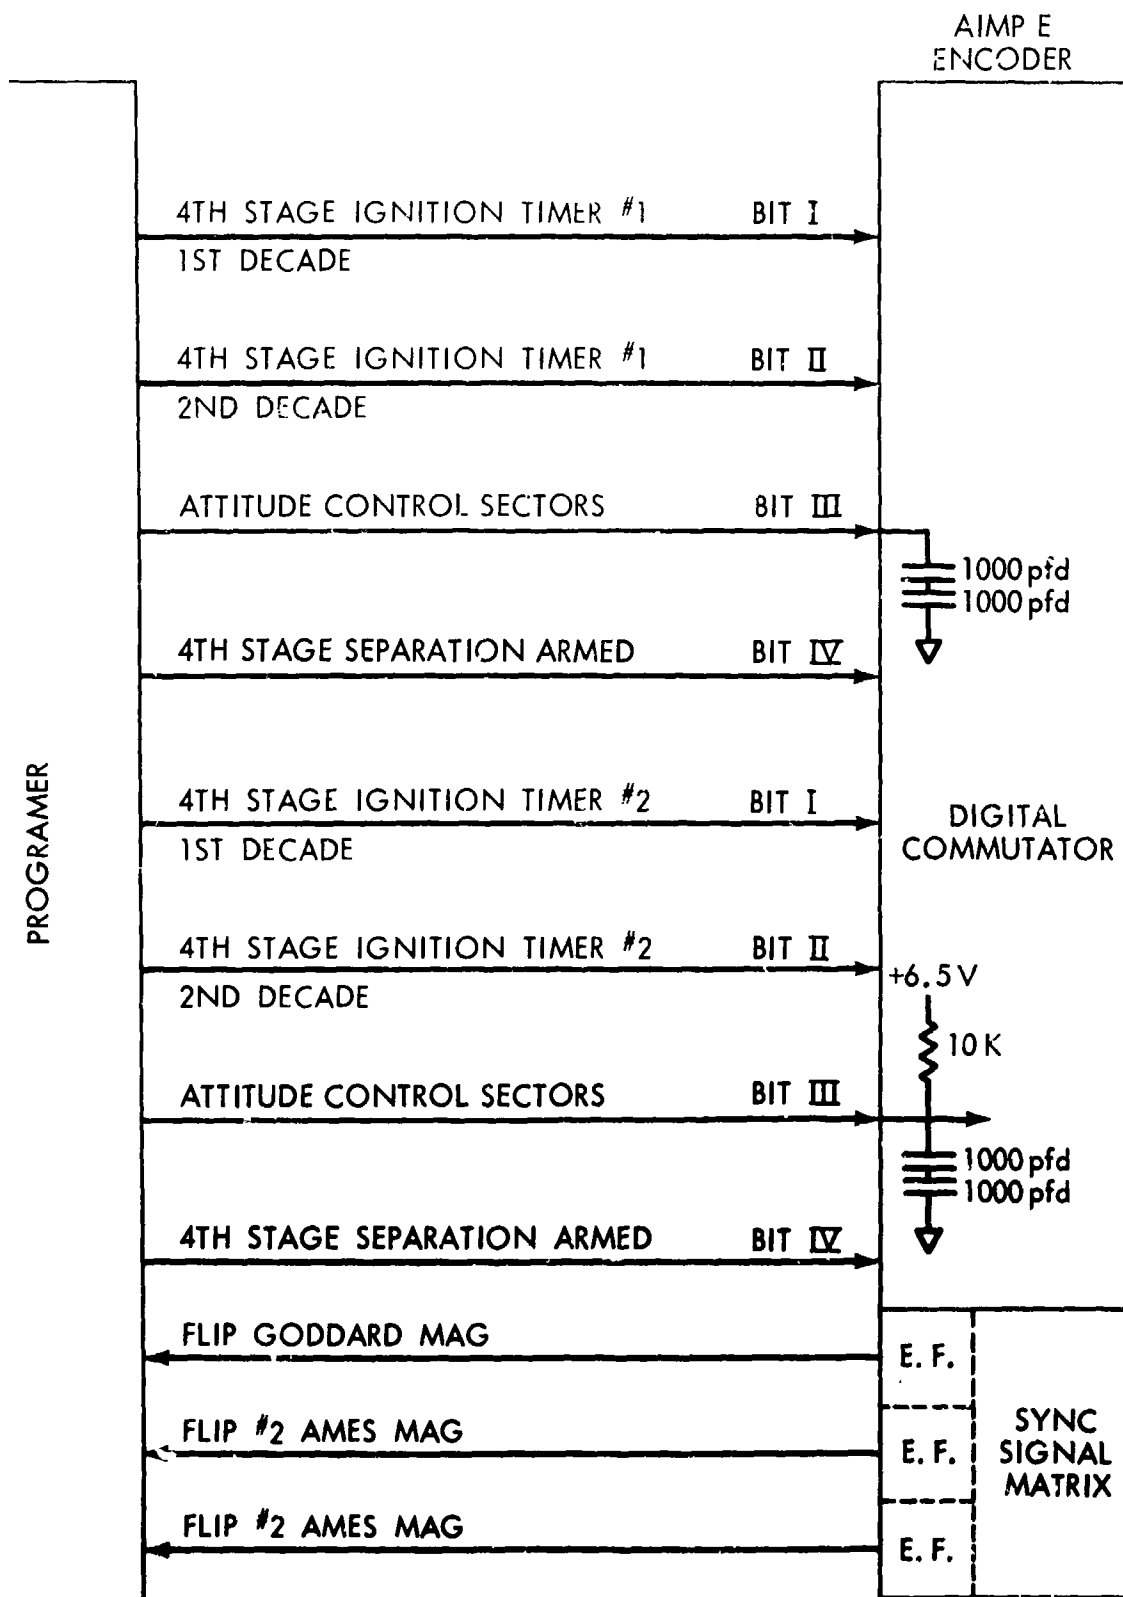 AIMP E
ENCODER
4TH STAGE IGNITION TIMER #1 BIT I
1ST DECADE
4TH STAGE IGNITION TIMER #1 BIT II
2ND DECADE
ATTITUDE CONTROL SECTORS BIT III
1000 pfd
1000 pfd
4TH STAGE SEPARATION ARMED BIT IV
PROGRAMER
4TH STAGE IGNITION TIMER #2 BIT I
1ST DECADE
DIGITAL
COMMUTATOR
4TH STAGE IGNITION TIMER #2 BIT II
2ND DECADE
+6.5V
10K
ATTITUDE CONTROL SECTORS BIT III
1000 pfd
1000 pfd
4TH STAGE SEPARATION ARMED BIT IV
FLIP GODDARD MAG
E. F.
FLIP #2 AMES MAG
E. F.
SYNC
SIGNAL
MATRIX
FLIP #2 AMES MAG
E. F.